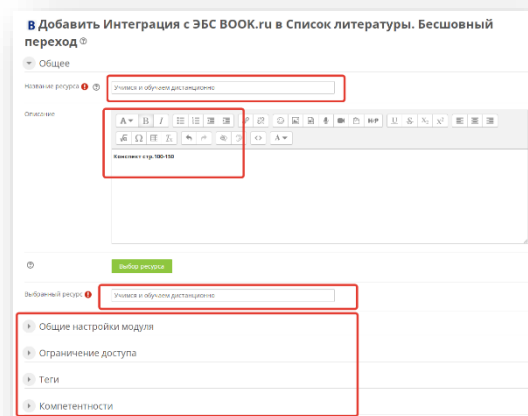 B Добавить Интеграция с ЭБС BOOK.ru в Список литературы. Бесшовный
переход
Общее
Название ресурса
Учимся и обучаем дистанционно
Описание
Конспект стр.100-150
Выбор ресурса
Выбранный ресурс
Учимся и обучаем дистанционно
Общие настройки модуля
Ограничение доступа
Теги
Компетентности